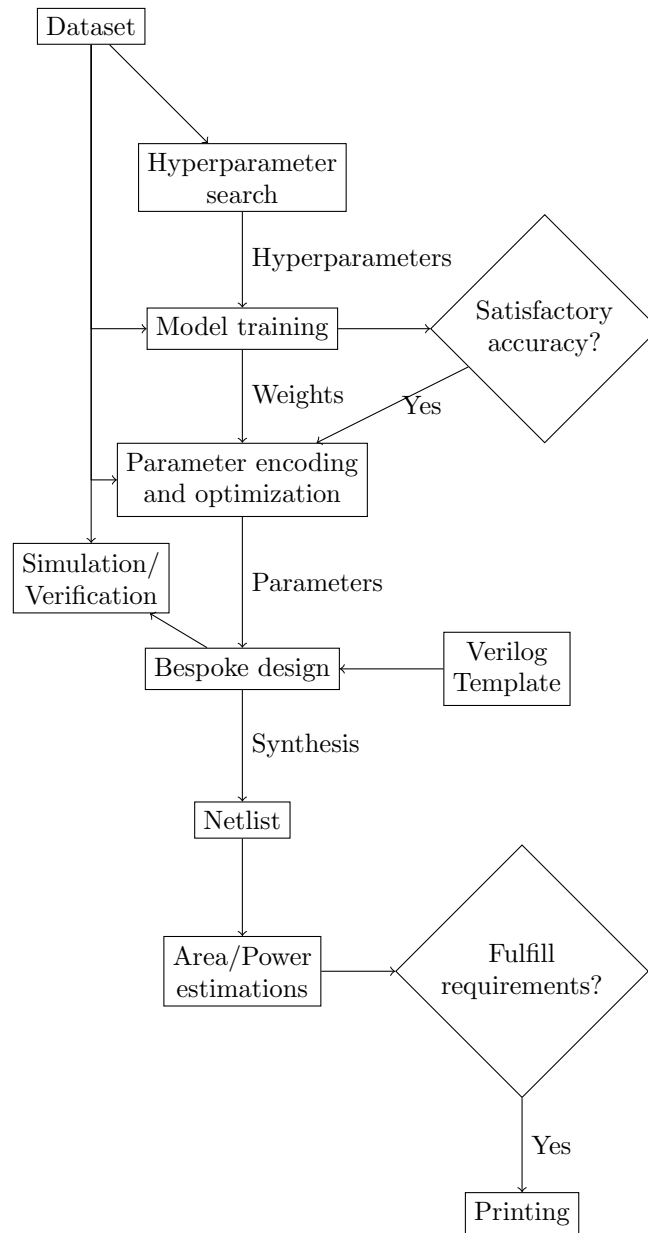 Dataset
Hyperparameter
search
Hyperparameters
Model training
Satisfactory
accuracy?
Weights
Yes
Parameter encoding
and optimization
Simulation/
Verification
Parameters
Bespoke design
Verilog
Template
Synthesis
Netlist
Area/Power
estimations
Fulfill
requirements?
Yes
Printing